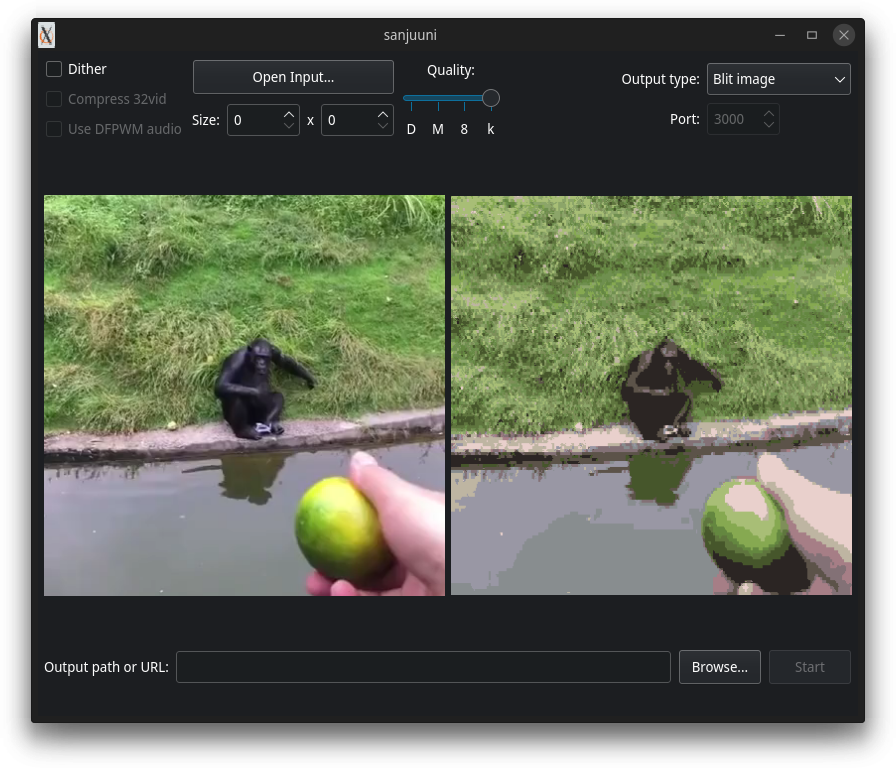 sanjuuni
Dither
Open Input...
Quality:
Output type:
Blit image
Compress 32vid
Size:
0
x
0
D M 8 k
Port:
3000
Use DFPWM audio
Output path or URL:
Browse...
Start